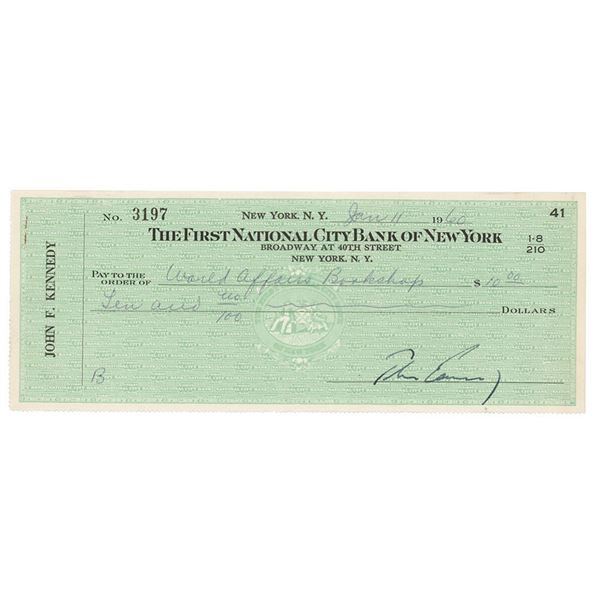 No. 3197 NEW YORK, N. Y. Jan 11 1960 41
THE FIRST NATIONAL CITY BANK OF NEW YORK 1-8
BROADWAY AT 40TH STREET 210
NEW YORK, N. Y.
PAY TO THE
ORDER OF World Affairs Bookshop $ 10 00
Ten and no/100 DOLLARS
B
JOHN F. KENNEDY